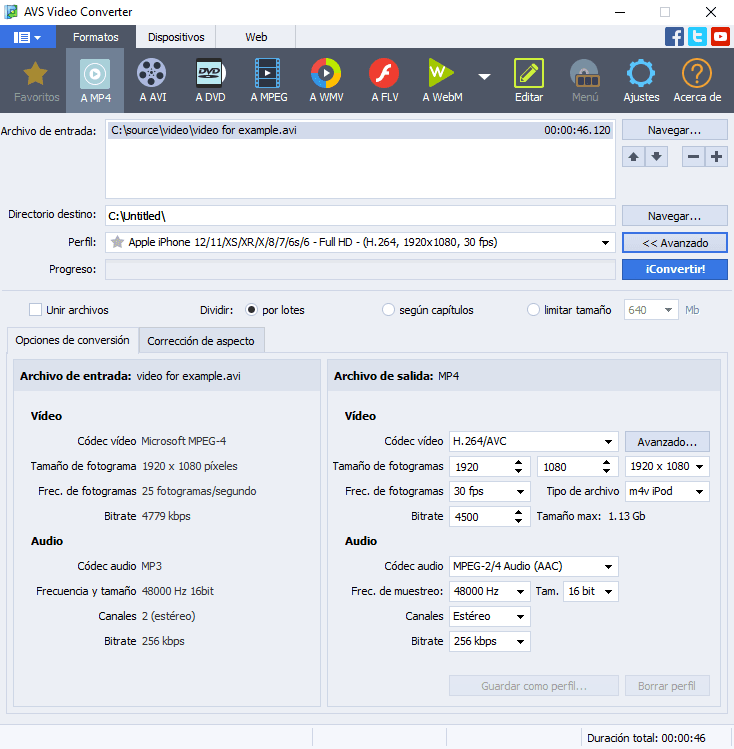 AVS Video Converter
Formatos Dispositivos Web
Favoritos A MP4 A AVI A DVD A MPEG A WMV A FLV A WebM Editar Menú Ajustes Acerca de
Archivo de entrada: C:\source\video\video for example.avi 00:00:46.120 Navegar...
Directorio destino: C:\Untitled\ Navegar...
Perfil: Apple iPhone 12/11/XS/XR/X/8/7/6s/6 - Full HD - (H.264, 1920x1080, 30 fps) << Avanzado
Progreso: ¡Convertir!
Unir archivos Dividir: por lotes según capítulos limitar tamaño 640 Mb
Opciones de conversión Corrección de aspecto
Archivo de entrada: video for example.avi
Vídeo
Códec vídeo Microsoft MPEG-4
Tamaño de fotograma 1920 x 1080 píxeles
Frec. de fotogramas 25 fotogramas/segundo
Bitrate 4779 kbps
Audio
Códec audio MP3
Frecuencia y tamaño 48000 Hz 16bit
Canales 2 (estéreo)
Bitrate 256 kbps
Archivo de salida: MP4
Vídeo
Códec vídeo H.264/AVC Avanzado...
Tamaño de fotogramas 1920 1080 1920 x 1080
Frec. de fotogramas 30 fps Tipo de archivo m4v iPod
Bitrate 4500 Tamaño max: 1.13 Gb
Audio
Códec audio MPEG-2/4 Audio (AAC)
Frec. de muestreo: 48000 Hz Tam. 16 bit
Canales Estéreo
Bitrate 256 kbps
Guardar como perfil... Borrar perfil
Duración total: 00:00:46